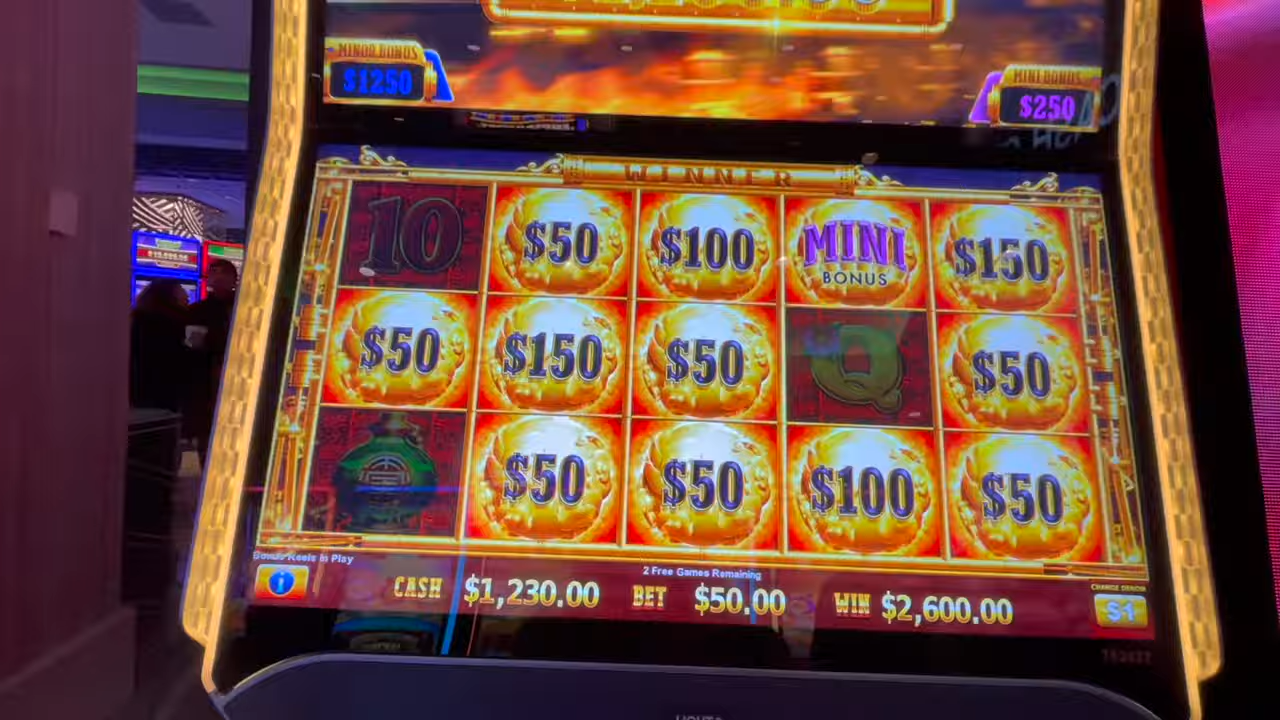 MINOR BONUS
$1250
MINI BONUS
$250
WINNER
10
$50
$100
MINI
BONUS
$150
$50
$150
$50
Q
$50
$50
$50
$100
$50
Bonus Reels In Play
2 Free Games Remaining
CASH $1,230.00 BET $50.00 WIN $2,600.00
CHANGE DENOM
$1